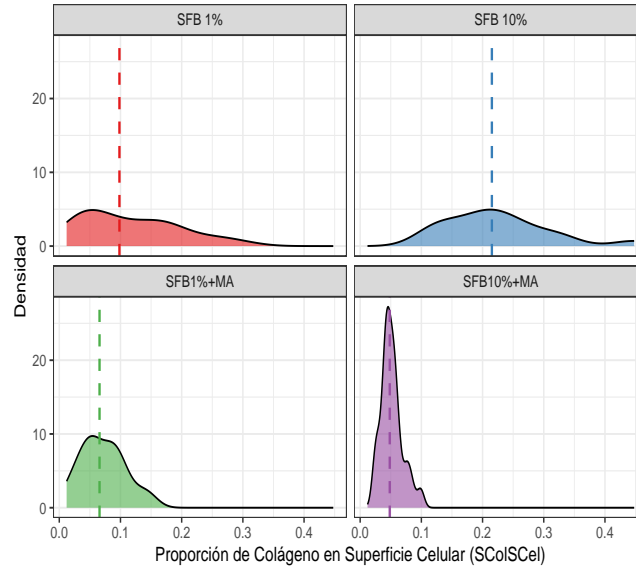 SFB 1%
SFB 10%
20
10
0
Densidad
SFB1%+MA
SFB10%+MA
20
10
0
0.0 0.1 0.2 0.3 0.4
0.0 0.1 0.2 0.3 0.4
Proporción de Colágeno en Superficie Celular (SColSCel)